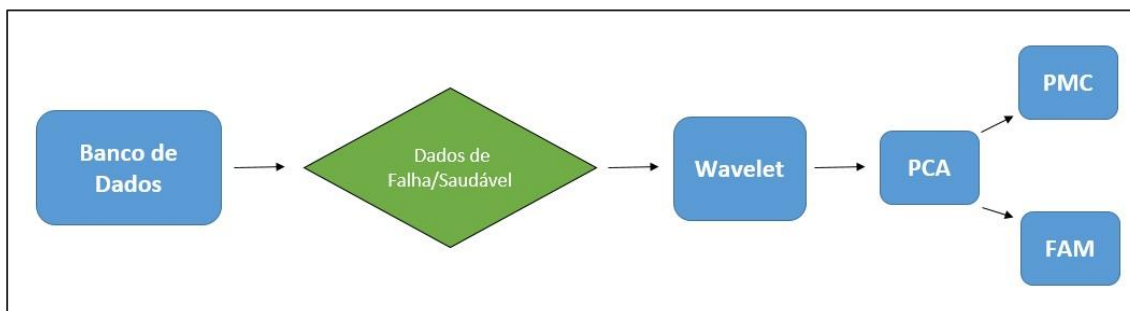 Banco de
Dados
Dados de
Falha/Saudável
Wavelet
PCA
PMC
FAM